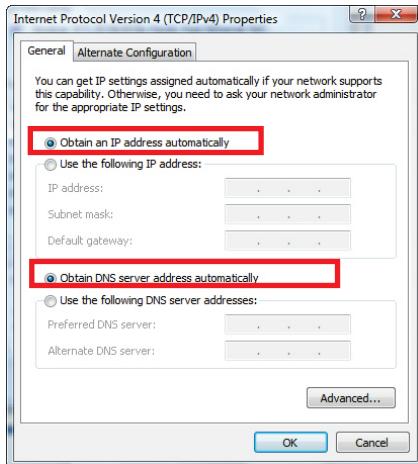 Internet Protocol Version 4 (TCP/IPv4) Properties
General
Alternate Configuration
You can get IP settings assigned automatically if your network supports
this capability. Otherwise, you need to ask your network administrator
for the appropriate IP settings.
Obtain an IP address automatically
Use the following IP address:
IP address:
Subnet mask:
Default gateway:
Obtain DNS server address automatically
Use the following DNS server addresses:
Preferred DNS server:
Alternate DNS server:
Advanced...
OK
Cancel